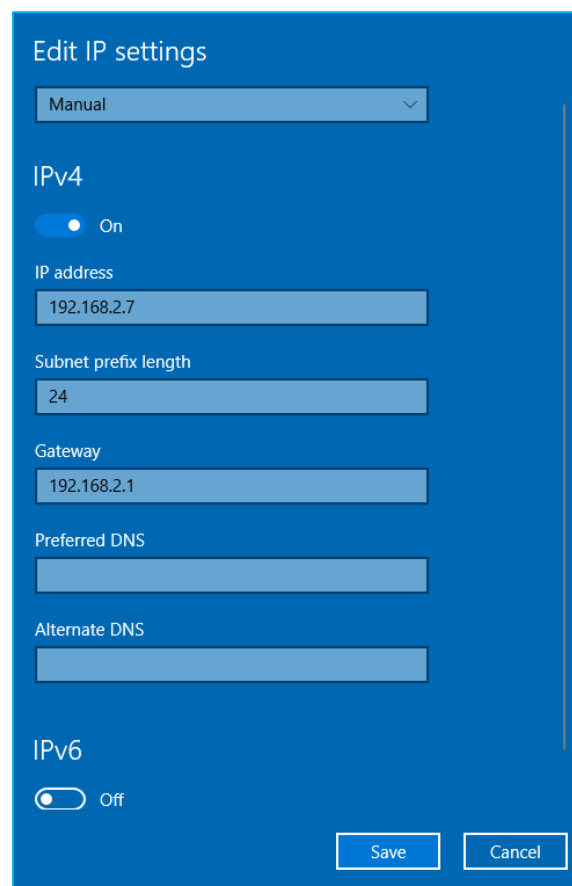 Edit IP settings
Manual
IPv4
On
IP address
192.168.2.7
Subnet prefix length
24
Gateway
192.168.2.1
Preferred DNS
Alternate DNS
IPv6
Off
Save Cancel